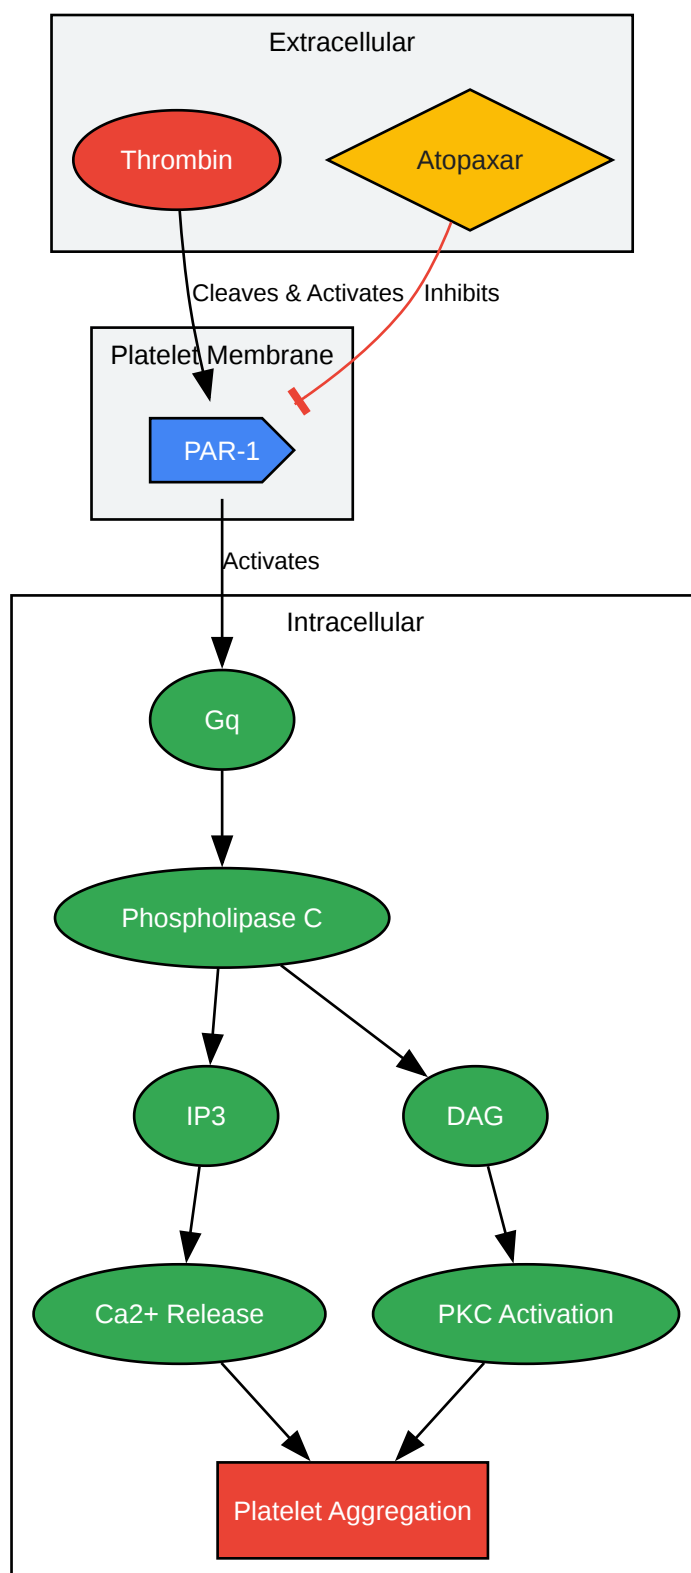 Extracellular
Thrombin
Atopaxar
Cleaves & Activates
Inhibits
Platelet Membrane
PAR-1
Activates
Intracellular
Gq
Phospholipase C
IP3
DAG
Ca2+ Release
PKC Activation
Platelet Aggregation